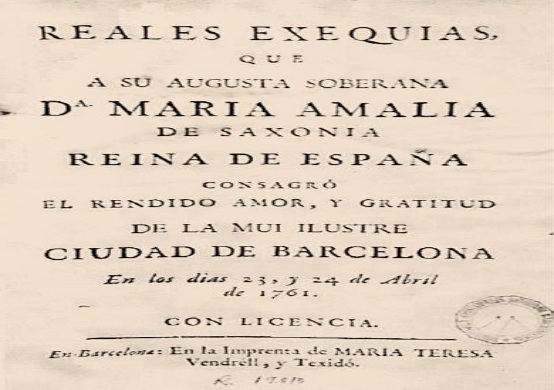 REALES EXEQUIAS,
QUE
A SU AUGUSTA SOBERANA
Dª. MARIA AMALIA
DE SAXONIA
REINA DE ESPAÑA
CONSAGRÓ
EL RENDIDO AMOR, Y GRATITUD
DE LA MUI ILUSTRE
CIUDAD DE BARCELONA
En los dias 23, y 24 de Abril
de 1761.
CON LICENCIA.
En Barcelona: En la Imprenta de MARIA TERESA
Vendrell, y Texidó.